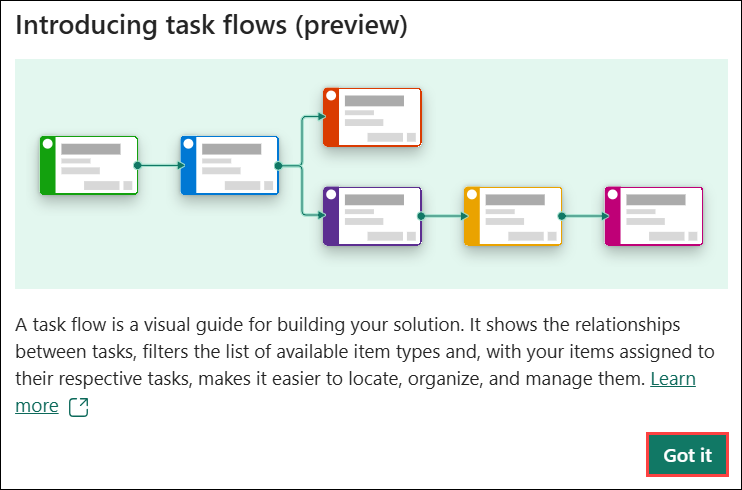 Introducing task flows (preview)
A task flow is a visual guide for building your solution. It shows the relationships
between tasks, filters the list of available item types and, with your items assigned to
their respective tasks, makes it easier to locate, organize, and manage them. Learn
more
Got it